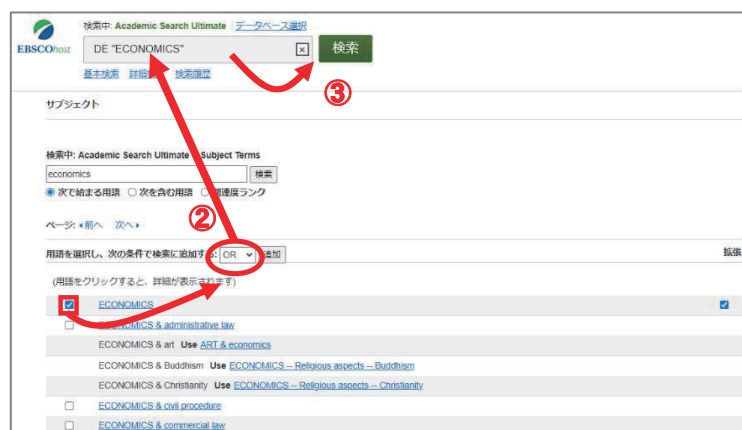 検索中: Academic Search Ultimate データベース選択
EBSCOhost
DE "ECONOMICS"
検索
基本検索 詳細 検索履歴
③
サブジェクト
検索中: Academic Search Ultimate Subject Terms
economics 検索
次で始まる用語 次を含む用語 関連度ランク
②
ページ: 前へ 次へ
用語を選択し、次の条件で検索に追加する: OR 追加 拡張
(用語をクリックすると、詳細が表示されます)
ECONOMICS
ECONOMICS & administrative law
ECONOMICS & art Use ART & economics
ECONOMICS & Buddhism Use ECONOMICS -- Religious aspects -- Buddhism
ECONOMICS & Christianity Use ECONOMICS -- Religious aspects -- Christianity
ECONOMICS & civil procedure
ECONOMICS & commercial law